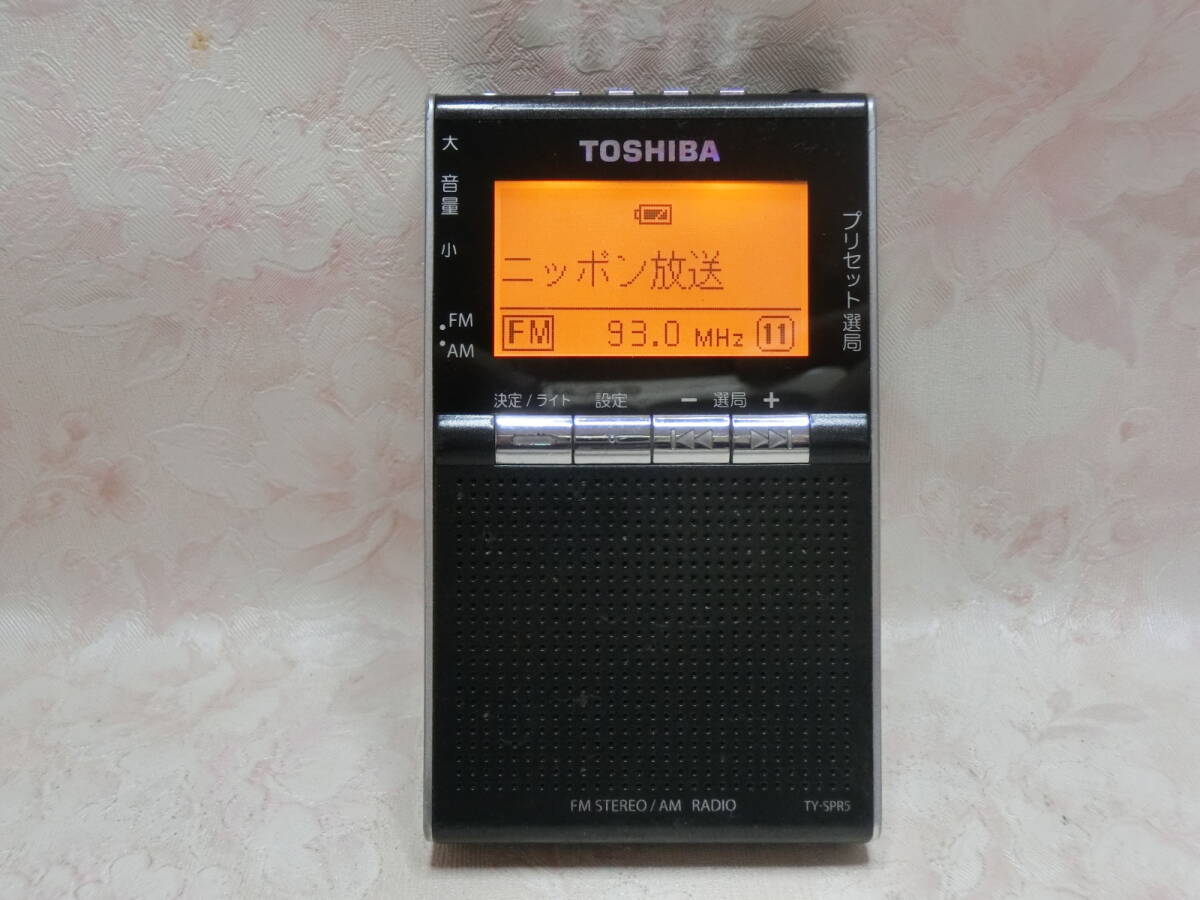 TOSHIBA
大
音量
小
ニッポン放送
FM 93.0 MHz 11
・FM
・AM
プリセット選局
決定/ライト 設定 － 選局 ＋
FM STEREO/AM RADIO
TY-SPR5